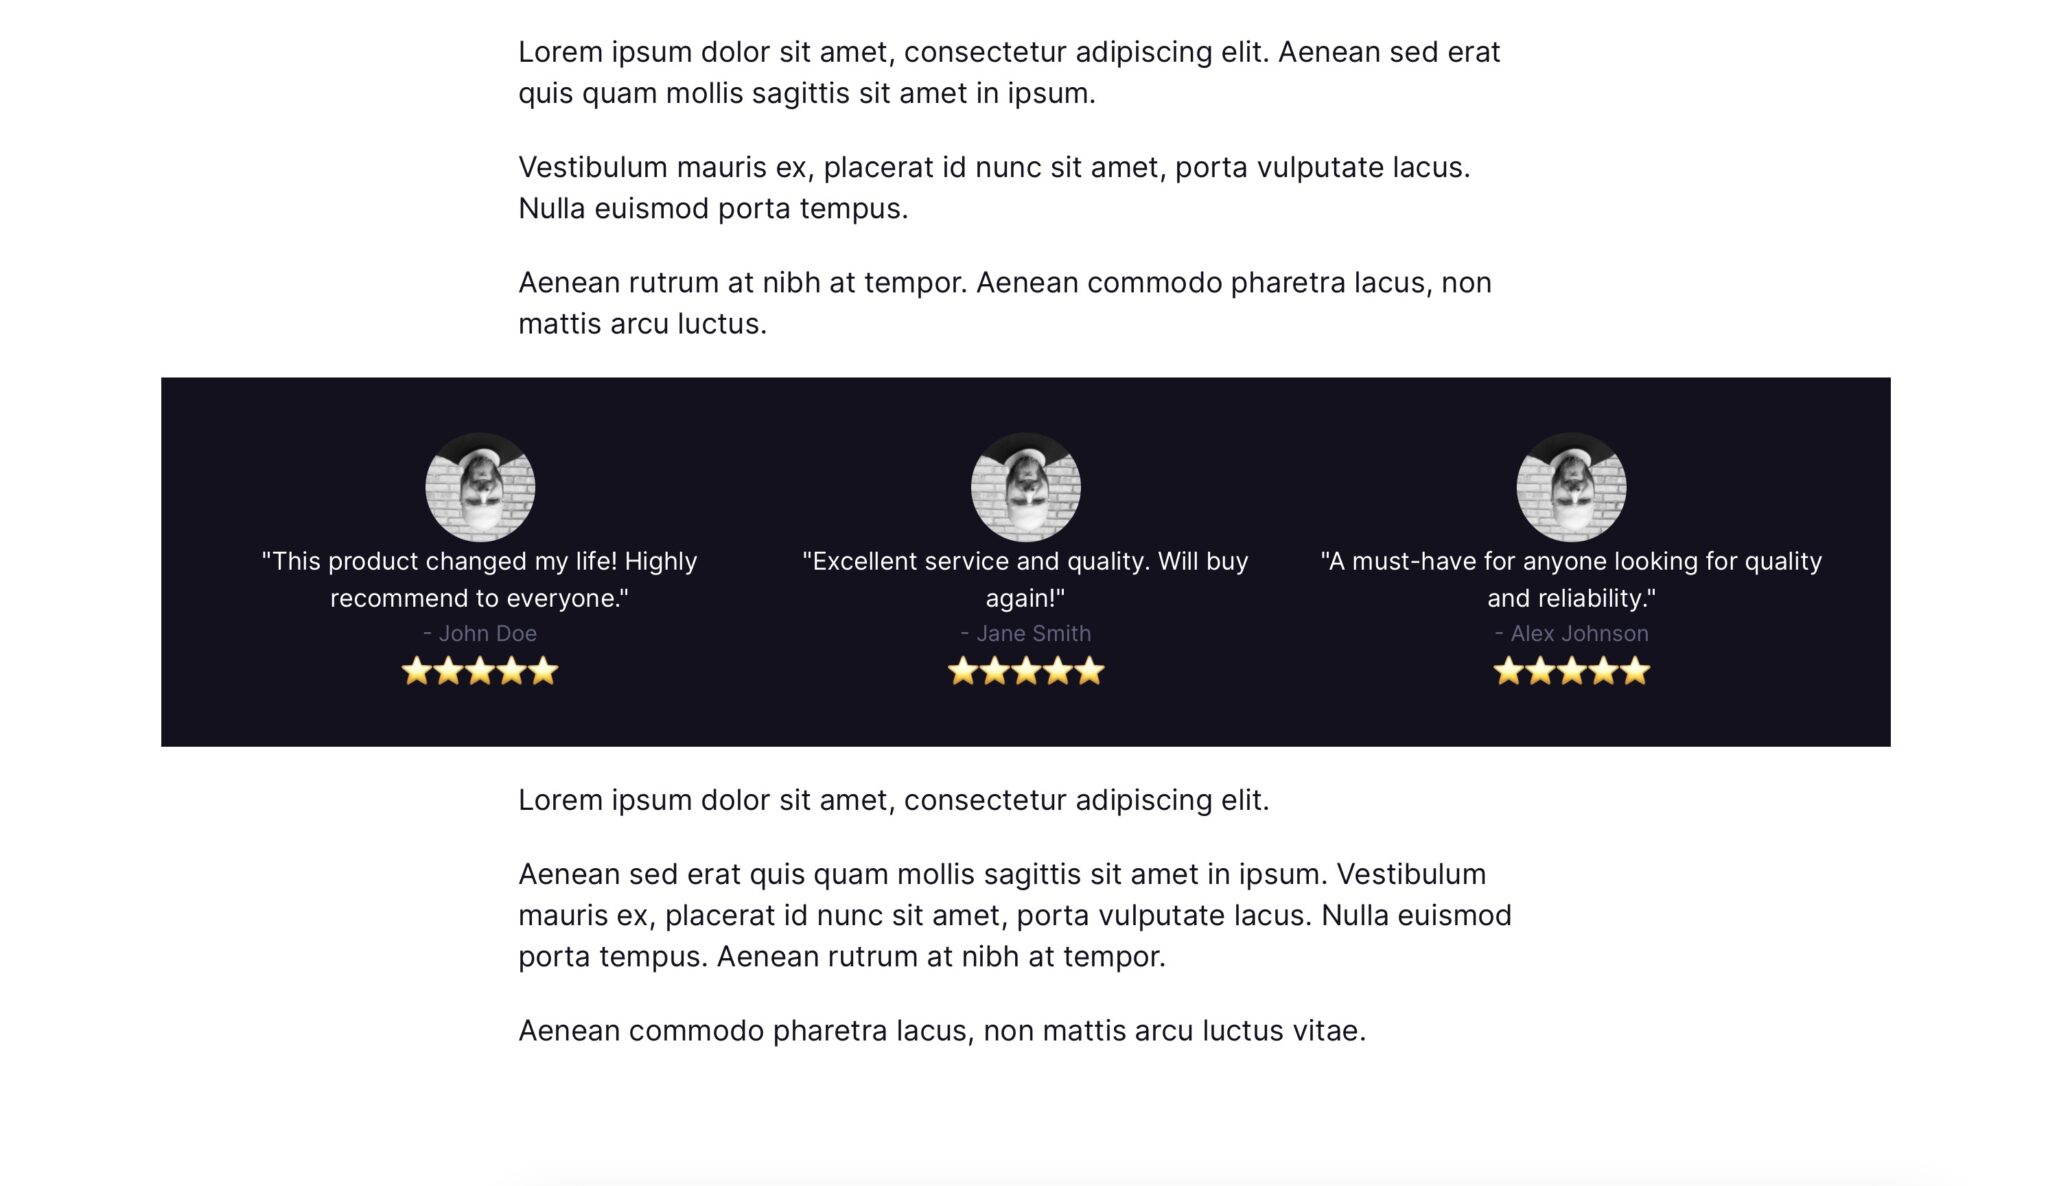 Lorem ipsum dolor sit amet, consectetur adipiscing elit. Aenean sed erat
quis quam mollis sagittis sit amet in ipsum.
Vestibulum mauris ex, placerat id nunc sit amet, porta vulputate lacus.
Nulla euismod porta tempus.
Aenean rutrum at nibh at tempor. Aenean commodo pharetra lacus, non
mattis arcu luctus.
"This product changed my life! Highly
recommend to everyone."
- John Doe
"Excellent service and quality. Will buy
again!"
- Jane Smith
"A must-have for anyone looking for quality
and reliability."
- Alex Johnson
Lorem ipsum dolor sit amet, consectetur adipiscing elit.
Aenean sed erat quis quam mollis sagittis sit amet in ipsum. Vestibulum
mauris ex, placerat id nunc sit amet, porta vulputate lacus. Nulla euismod
porta tempus. Aenean rutrum at nibh at tempor.
Aenean commodo pharetra lacus, non mattis arcu luctus vitae.